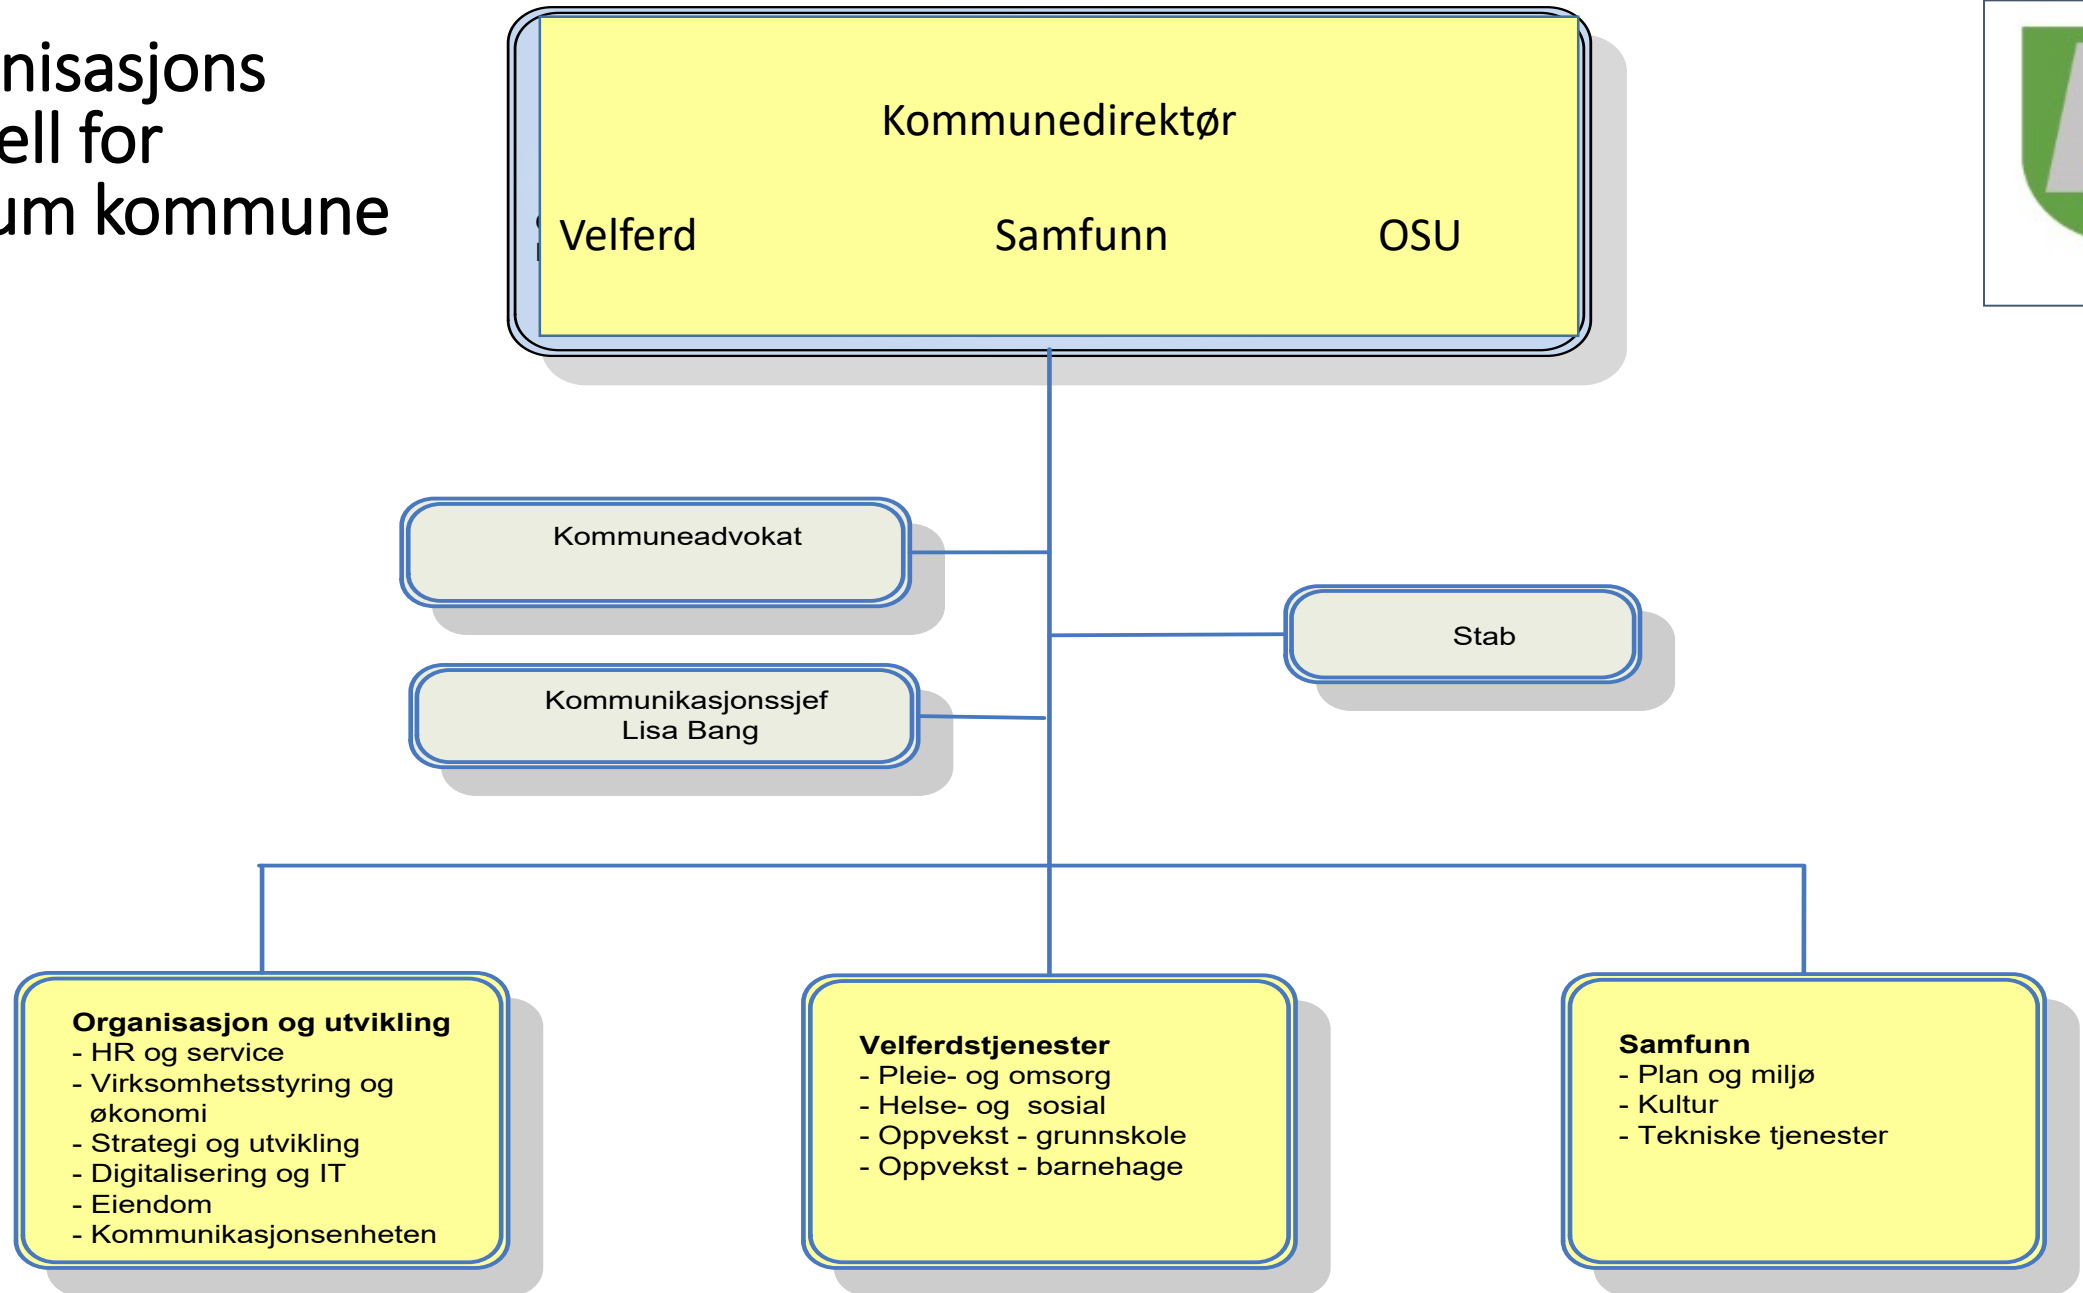 nisasjons
ell for
um kommune
Kommunedirektør
Velferd Samfunn OSU
Kommuneadvokat
Stab
Kommunikasjonssjef
Lisa Bang
Organisasjon og utvikling
- HR og service
- Virksomhetsstyring og
økonomi
- Strategi og utvikling
- Digitalisering og IT
- Eiendom
- Kommunikasjonsenheten
Velferdstjenester
- Pleie- og omsorg
- Helse- og  sosial
- Oppvekst - grunnskole
- Oppvekst - barnehage
Samfunn
- Plan og miljø
- Kultur
- Tekniske tjenester